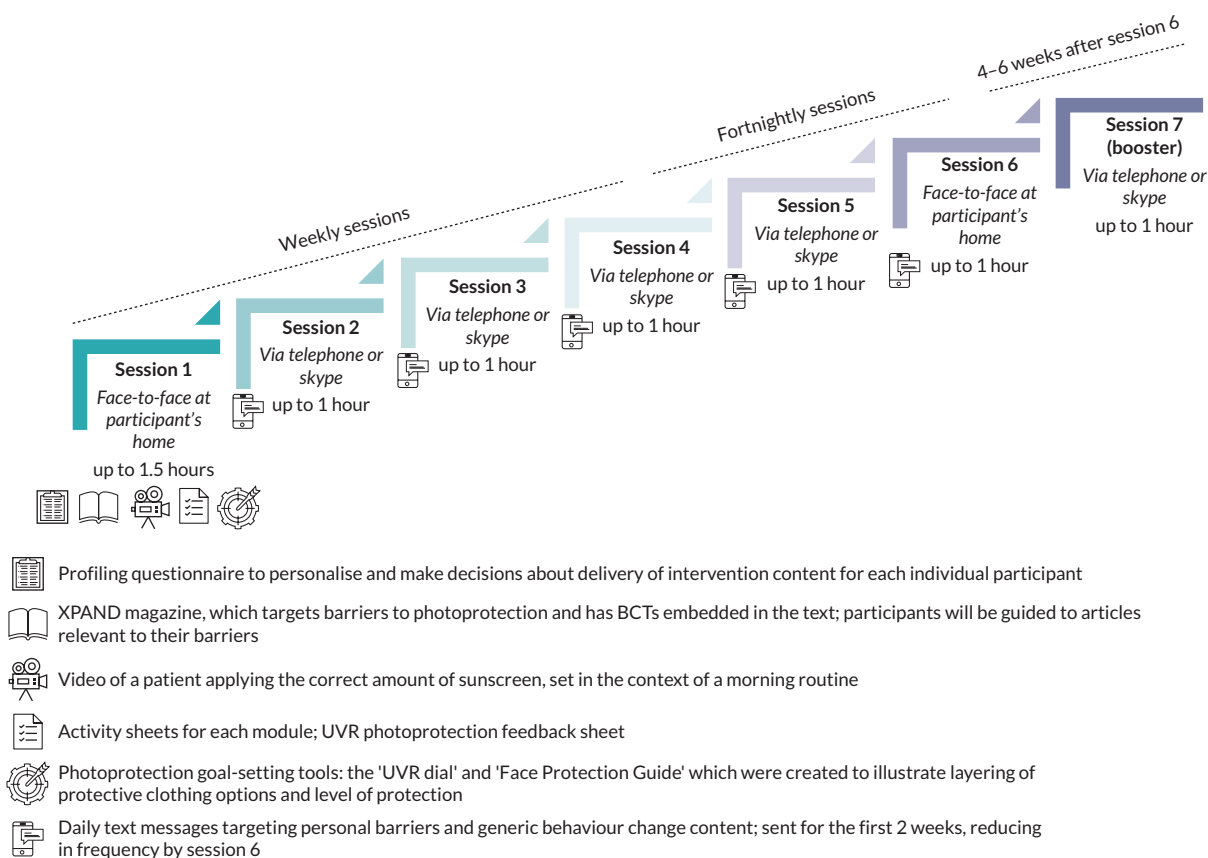 4–6 weeks after session 6
Fortnightly sessions
Weekly sessions
Session 1
Face-to-face at
participant's
home
up to 1.5 hours
Session 2
Via telephone or
skype
up to 1 hour
Session 3
Via telephone or
skype
up to 1 hour
Session 4
Via telephone or
skype
up to 1 hour
Session 5
Via telephone or
skype
up to 1 hour
Session 6
Face-to-face at
participant's
home
up to 1 hour
Session 7
(booster)
Via telephone or
skype
up to 1 hour
Profiling questionnaire to personalise and make decisions about delivery of intervention content for each individual participant
XPAND magazine, which targets barriers to photoprotection and has BCTs embedded in the text; participants will be guided to articles
relevant to their barriers
Video of a patient applying the correct amount of sunscreen, set in the context of a morning routine
Activity sheets for each module; UVR photoprotection feedback sheet
Photoprotection goal-setting tools: the 'UVR dial' and 'Face Protection Guide' which were created to illustrate layering of
protective clothing options and level of protection
Daily text messages targeting personal barriers and generic behaviour change content; sent for the first 2 weeks, reducing
in frequency by session 6